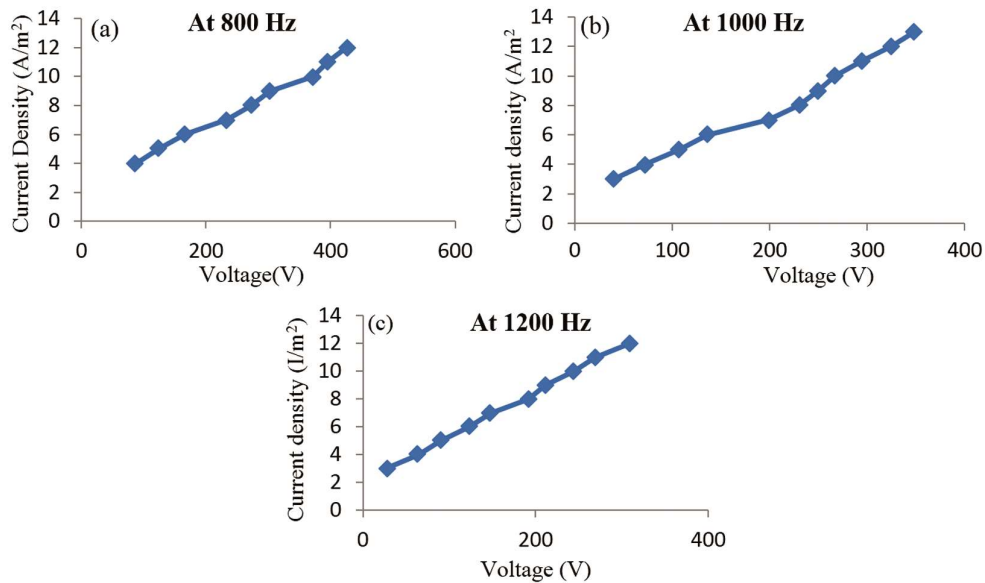 (a)
At 800 Hz
Current Density (A/m²)
14
12
10
8
6
4
2
0
0 200 400 600
Voltage(V)
(b)
At 1000 Hz
Current density (A/m²
14
12
10
8
6
4
2
0
0 100 200 300 400
Voltage (V)
(c)
At 1200 Hz
Current density (I/m²)
14
12
10
8
6
4
2
0
0 200 400
Voltage (V)